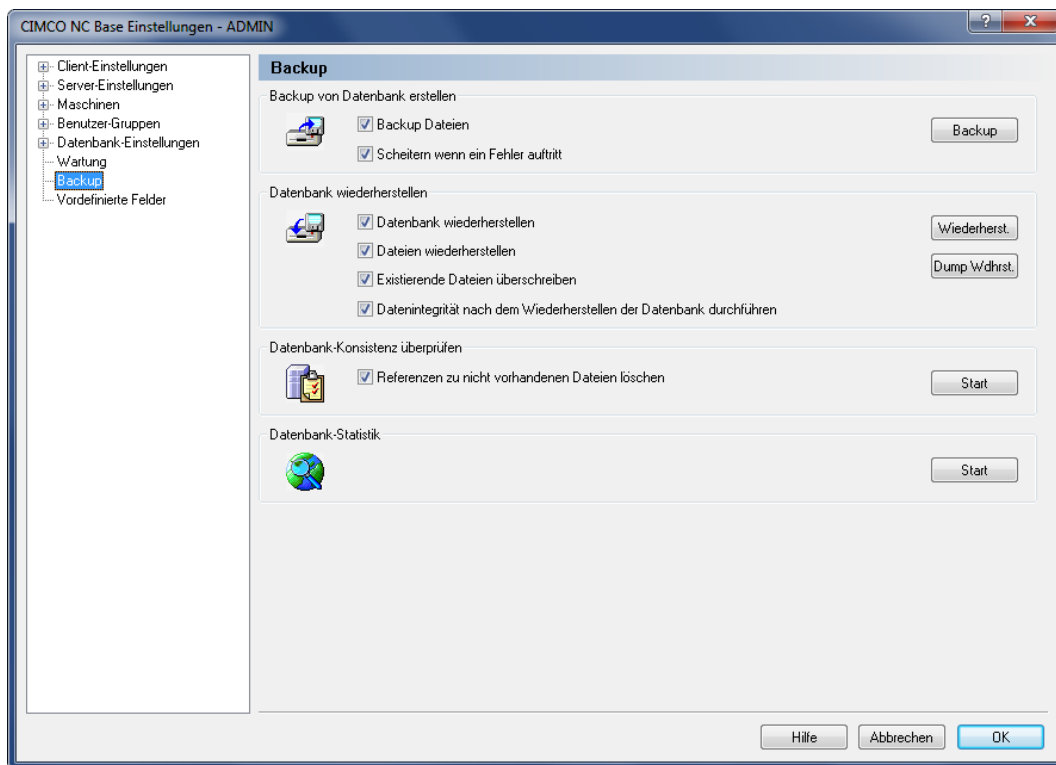 CIMCO NC Base Einstellungen - ADMIN
Client-Einstellungen
Server-Einstellungen
Maschinen
Benutzer-Gruppen
Datenbank-Einstellungen
Wartung
Backup
Vordefinierte Felder
Backup
Backup von Datenbank erstellen
Backup Dateien
Scheitern wenn ein Fehler auftritt
Backup
Datenbank wiederherstellen
Datenbank wiederherstellen
Dateien wiederherstellen
Existierende Dateien überschreiben
Datenintegrität nach dem Wiederherstellen der Datenbank durchführen
Wiederherst.
Dump Wdhrst.
Datenbank-Konsistenz überprüfen
Referenzen zu nicht vorhandenen Dateien löschen
Start
Datenbank-Statistik
Start
Hilfe
Abbrechen
OK